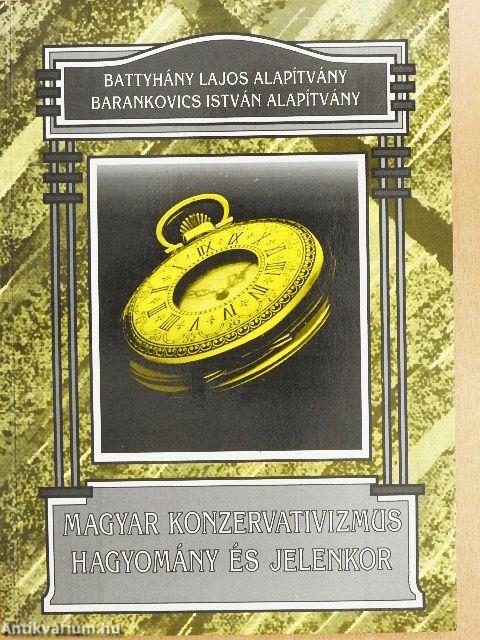 BATTYHÁNY LAJOS ALAPÍTVÁNY
BARANKOVICS ISTVÁN ALAPÍTVÁNY
MAGYAR KONZERVATIVIZMUS
HAGYOMÁNY ÉS JELENKOR
Antikvarium.hu